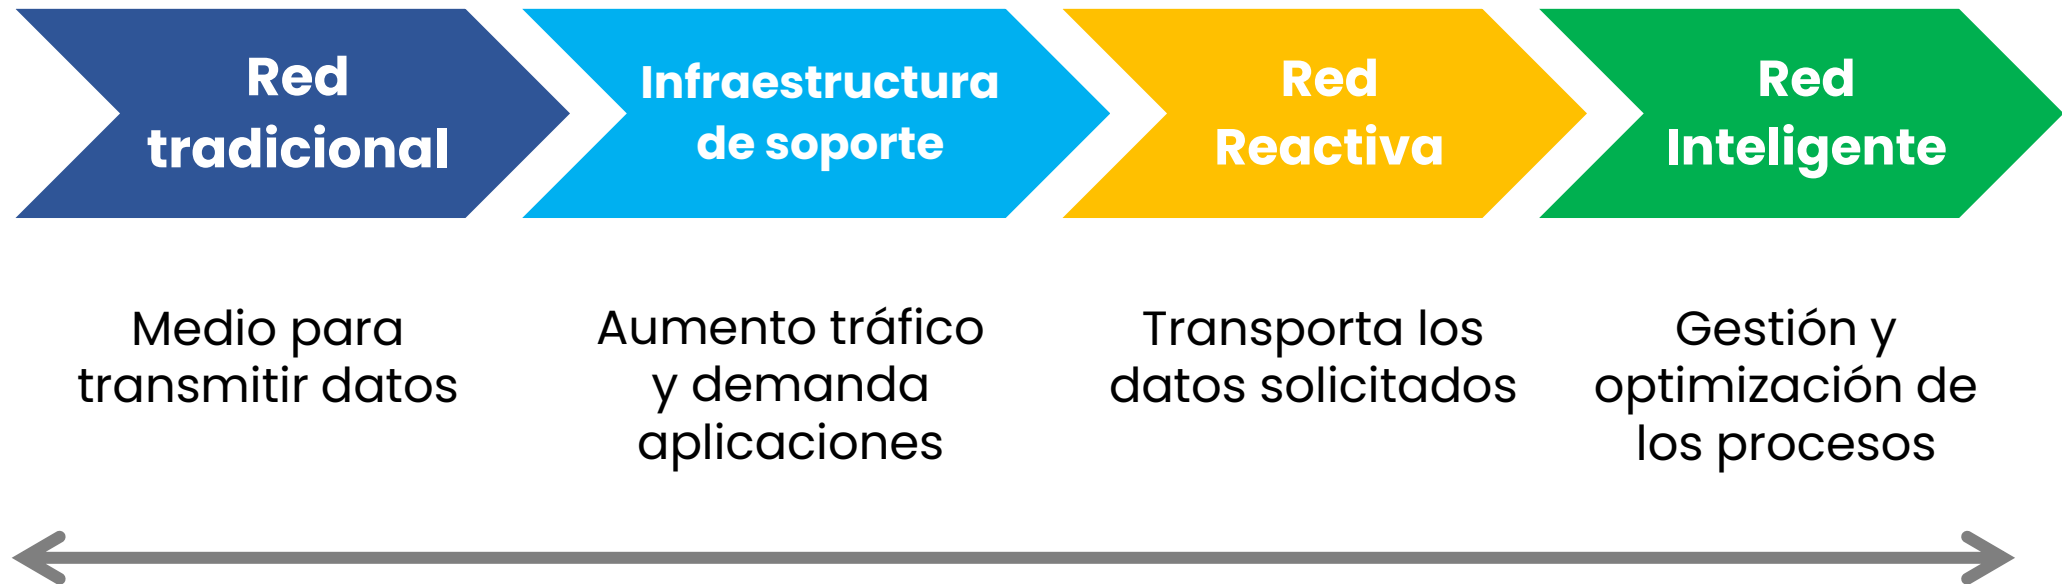 Red
tradicional
Infraestructura
de soporte
Red
Reactiva
Red
Inteligente
Medio para
transmitir datos
Aumento tráfico
y demanda
aplicaciones
Transporta los
datos solicitados
Gestión y
optimización de
los procesos